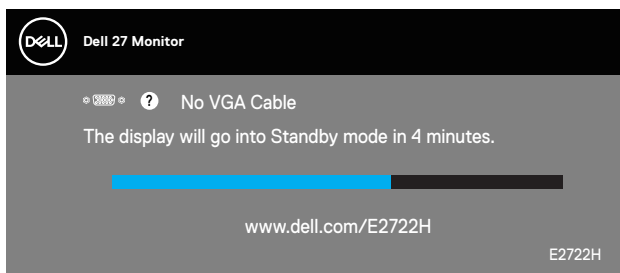 DELL Dell 27 Monitor
? No VGA Cable
The display will go into Standby mode in 4 minutes.
www.dell.com/E2722H
E2722H